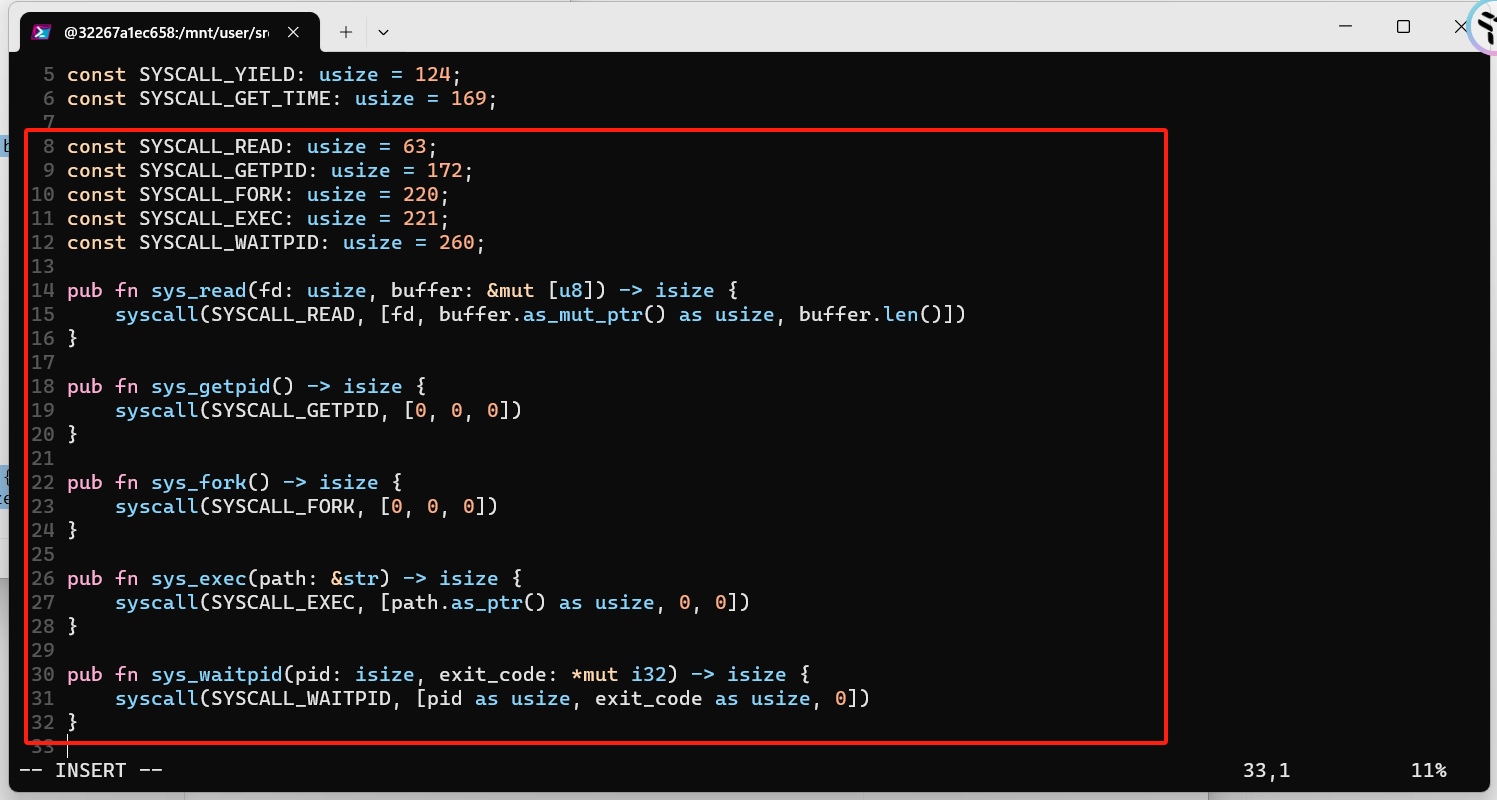 @32267a1ec658:/mnt/user/sr
5 const SYSCALL_YIELD: usize = 124;
6 const SYSCALL_GET_TIME: usize = 169;
7
8 const SYSCALL_READ: usize = 63;
9 const SYSCALL_GETPID: usize = 172;
10 const SYSCALL_FORK: usize = 220;
11 const SYSCALL_EXEC: usize = 221;
12 const SYSCALL_WAITPID: usize = 260;
13
14 pub fn sys_read(fd: usize, buffer: &mut [u8]) -> isize {
15     syscall(SYSCALL_READ, [fd, buffer.as_mut_ptr() as usize, buffer.len()])
16 }
17
18 pub fn sys_getpid() -> isize {
19     syscall(SYSCALL_GETPID, [0, 0, 0])
20 }
21
22 pub fn sys_fork() -> isize {
23     syscall(SYSCALL_FORK, [0, 0, 0])
24 }
25
26 pub fn sys_exec(path: &str) -> isize {
27     syscall(SYSCALL_EXEC, [path.as_ptr() as usize, 0, 0])
28 }
29
30 pub fn sys_waitpid(pid: isize, exit_code: *mut i32) -> isize {
31     syscall(SYSCALL_WAITPID, [pid as usize, exit_code as usize, 0])
32 }
33
-- INSERT -- 33,1 11%